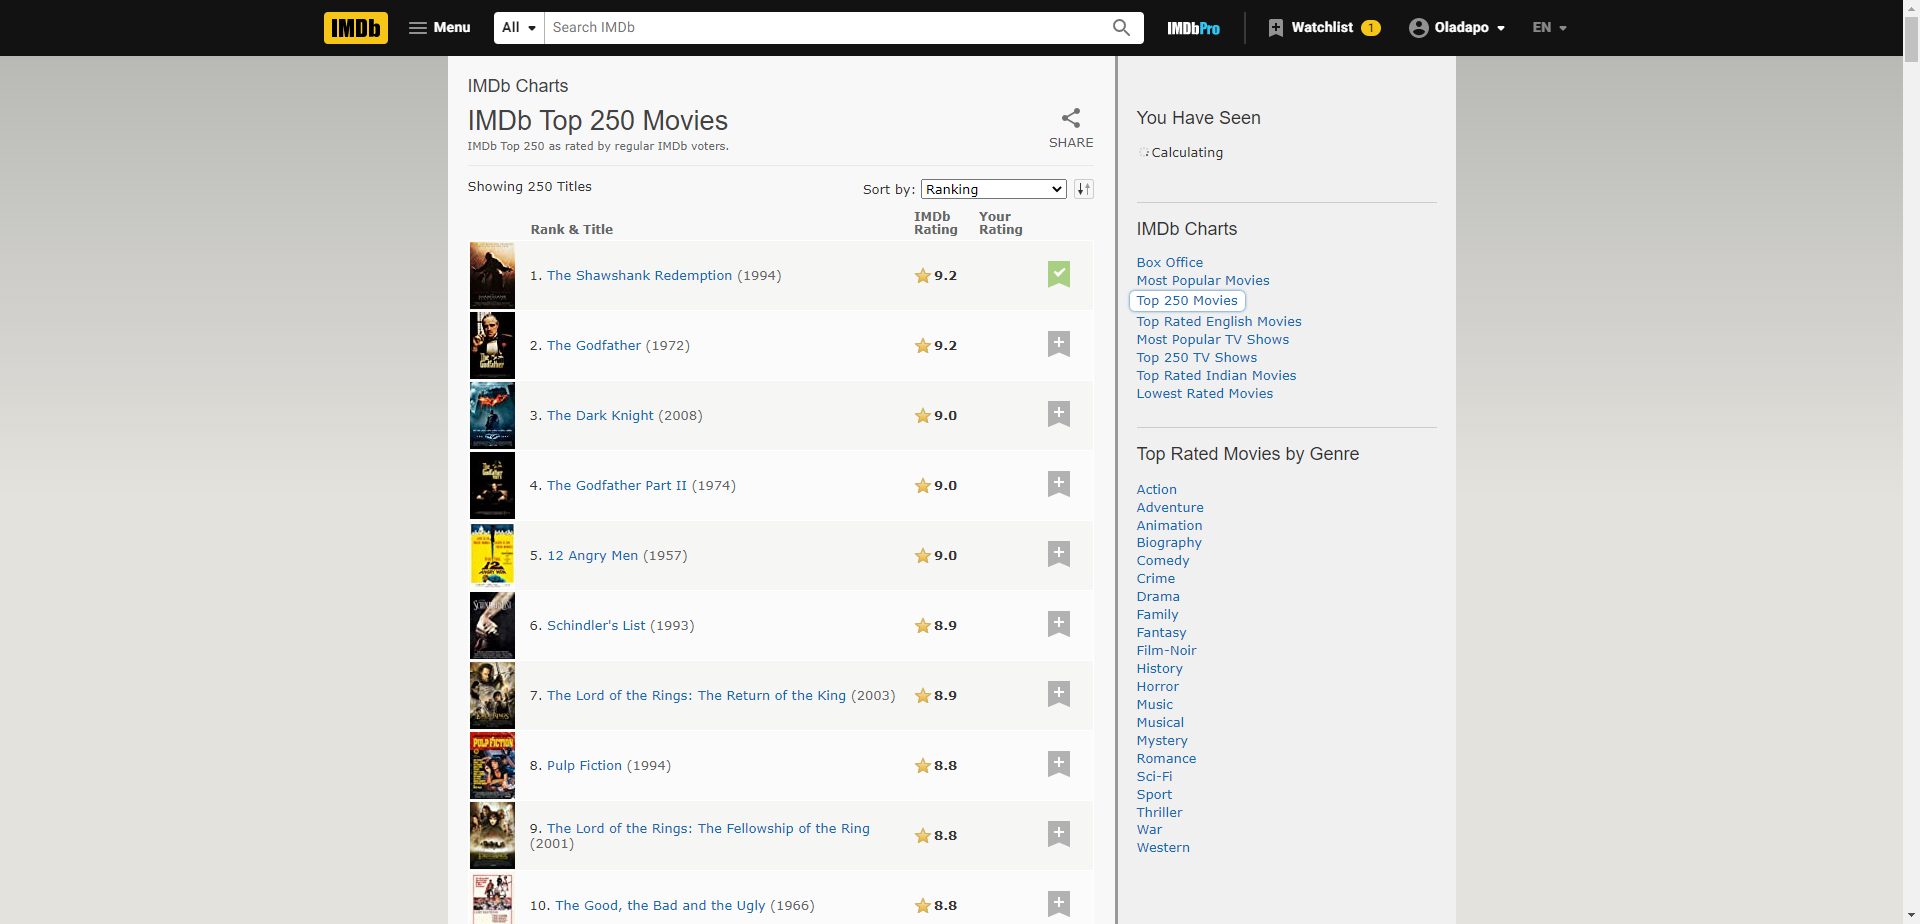 IMDb Menu All Search IMDb IMDbPro Watchlist 1 Oladapo EN
IMDb Charts
IMDb Top 250 Movies
IMDb Top 250 as rated by regular IMDb voters.
SHARE
Showing 250 Titles
Sort by: Ranking
Rank & Title IMDb Rating Your Rating
1. The Shawshank Redemption (1994) 9.2
The Godfather
2. The Godfather (1972) 9.2
3. The Dark Knight (2008) 9.0
4. The Godfather Part II (1974) 9.0
12 ANGRY MEN
5. 12 Angry Men (1957) 9.0
6. Schindler's List (1993) 8.9
7. The Lord of the Rings: The Return of the King (2003) 8.9
PULP FICTION
8. Pulp Fiction (1994) 8.8
9. The Lord of the Rings: The Fellowship of the Ring
(2001) 8.8
10. The Good, the Bad and the Ugly (1966) 8.8
You Have Seen
Calculating
IMDb Charts
Box Office
Most Popular Movies
Top 250 Movies
Top Rated English Movies
Most Popular TV Shows
Top 250 TV Shows
Top Rated Indian Movies
Lowest Rated Movies
Top Rated Movies by Genre
Action
Adventure
Animation
Biography
Comedy
Crime
Drama
Family
Fantasy
Film-Noir
History
Horror
Music
Musical
Mystery
Romance
Sci-Fi
Sport
Thriller
War
Western